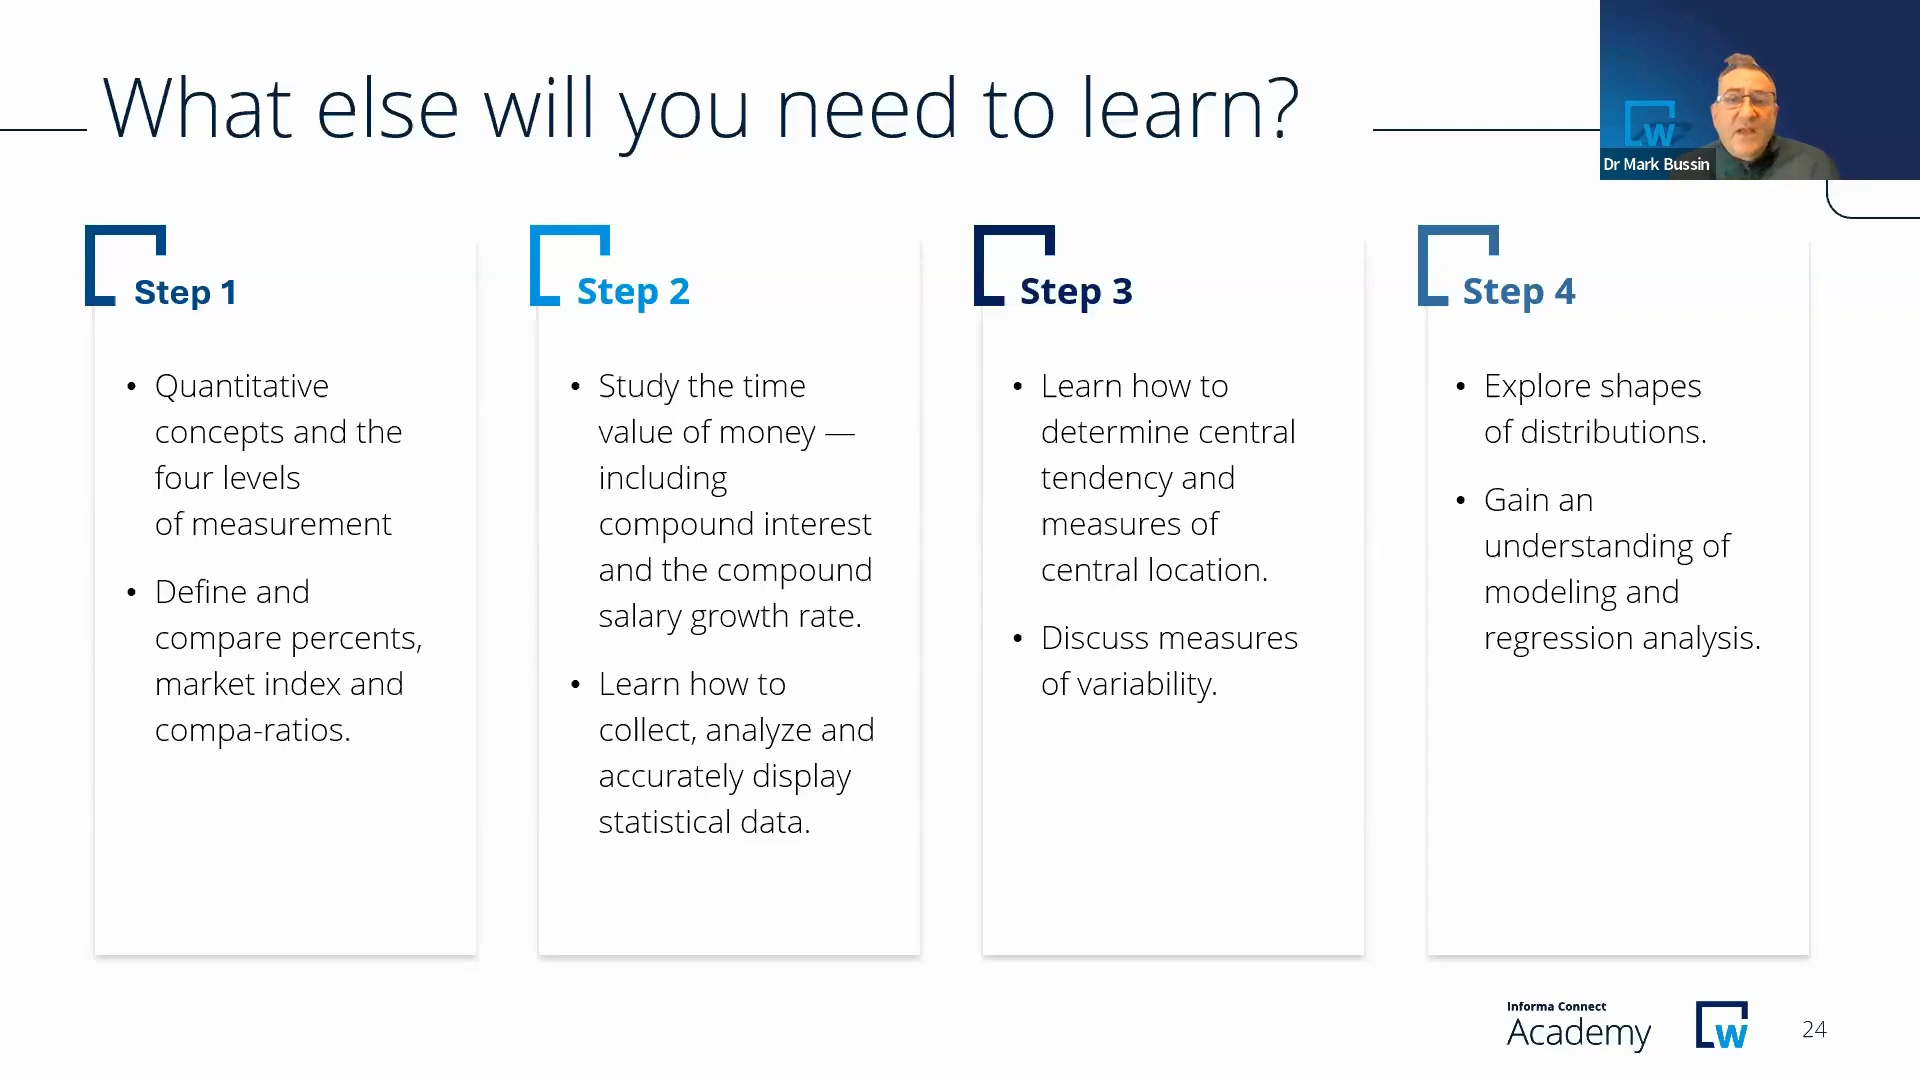 What else will you need to learn?
Dr Mark Bussin
Step 1
• Quantitative
concepts and the
four levels
of measurement
• Define and
compare percents,
market index and
compa-ratios.
Step 2
• Study the time
value of money —
including
compound interest
and the compound
salary growth rate.
• Learn how to
collect, analyze and
accurately display
statistical data.
Step 3
• Learn how to
determine central
tendency and
measures of
central location.
• Discuss measures
of variability.
Step 4
• Explore shapes
of distributions.
• Gain an
understanding of
modeling and
regression analysis.
Informa Connect
Academy
W
24
W